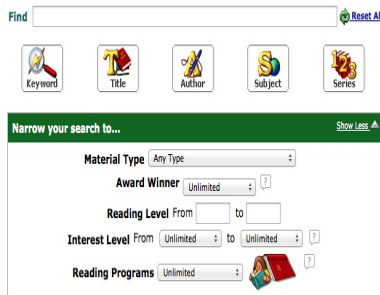 Find Reset Al
Keyword Title Author Subject Series
Narrow your search to... Show Less
Material Type Any Type
Award Winner Unlimited ?
Reading Level From to
Interest Level From Unlimited to Unlimited ?
Reading Programs Unlimited ?